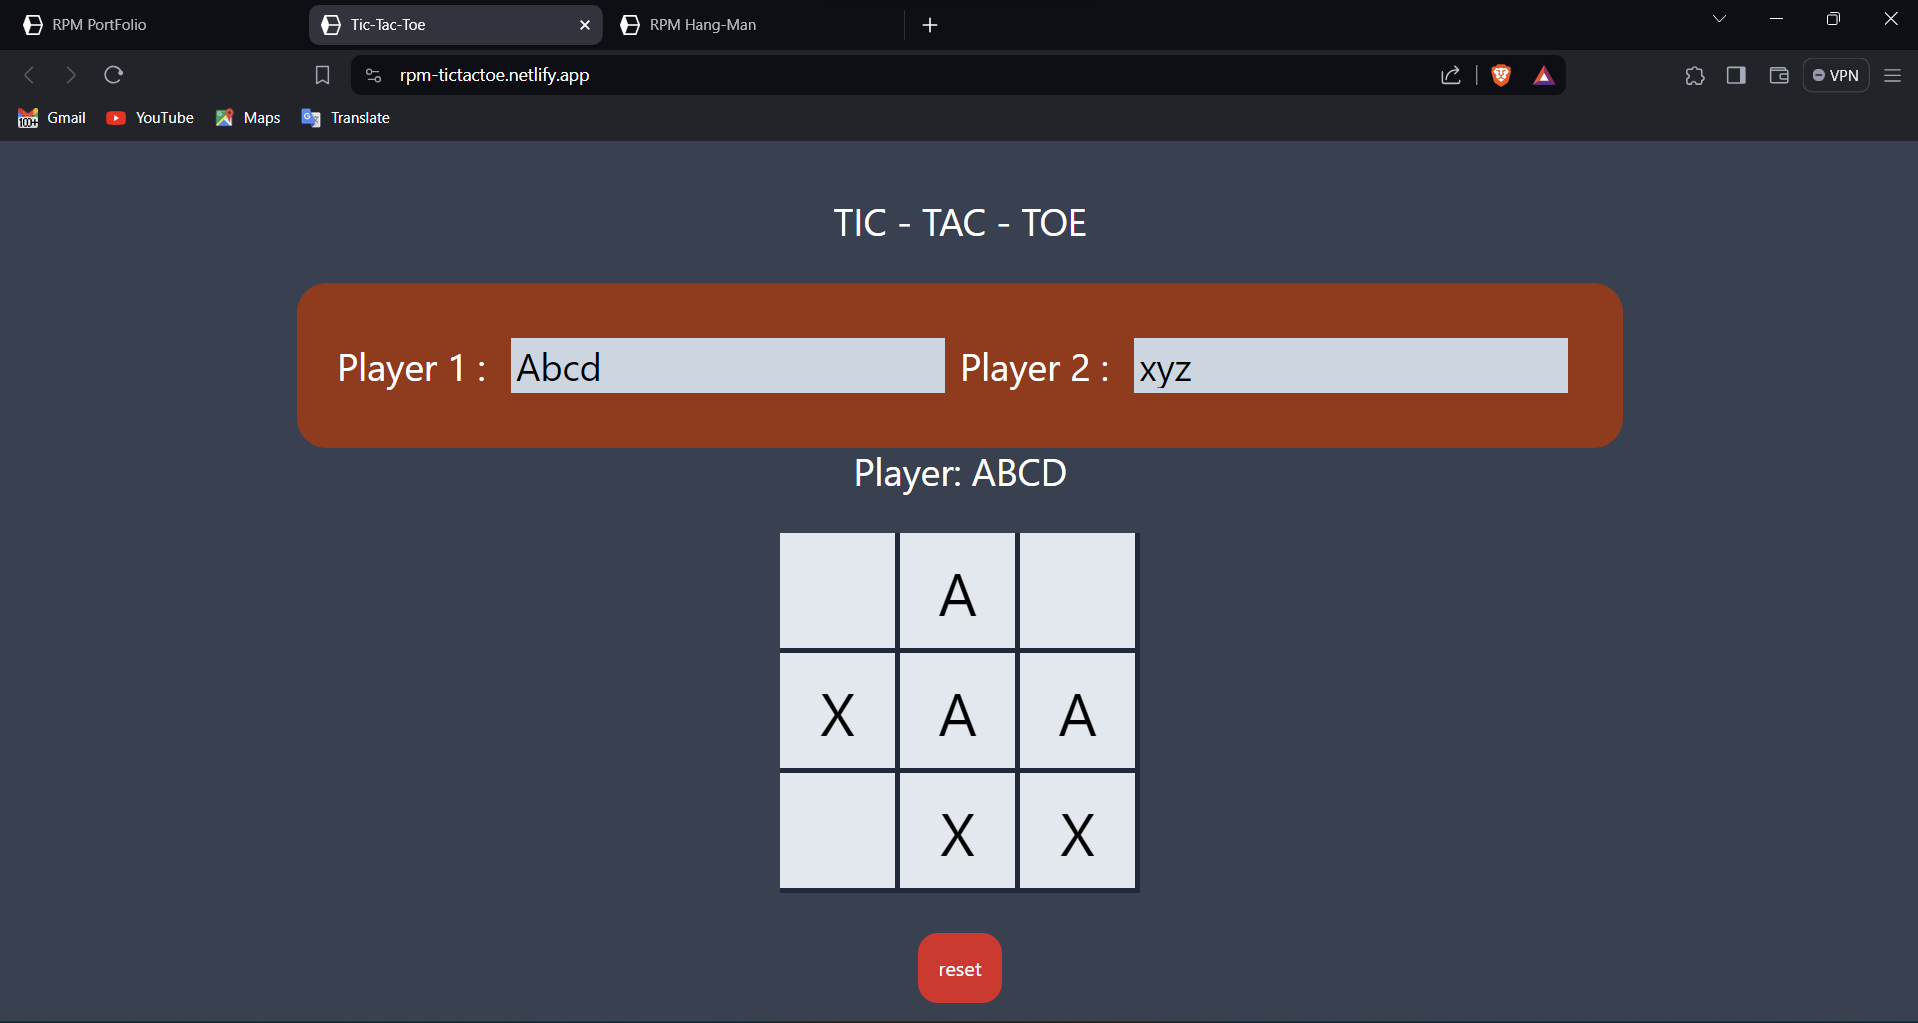 RPM PortFolio Tic-Tac-Toe RPM Hang-Man
rpm-tictactoe.netlify.app VPN
100+ Gmail YouTube Maps Translate
TIC - TAC - TOE
Player 1 : Abcd Player 2 : xyz
Player: ABCD
A
X A A
X X
reset